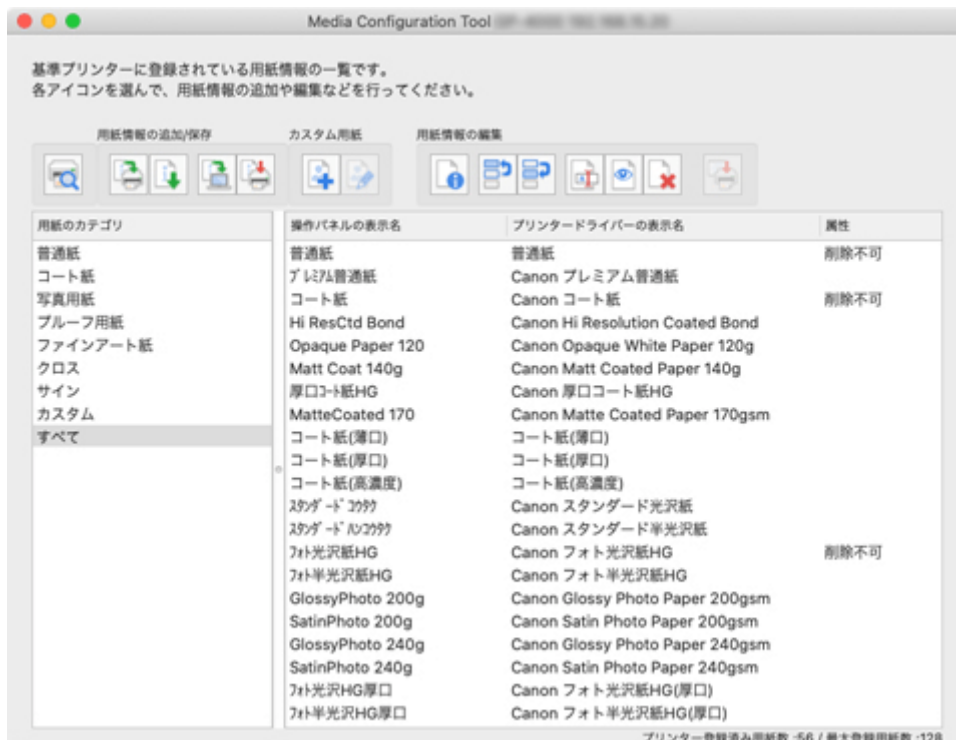 Media Configuration Tool
基準プリンターに登録されている用紙情報の一覧です。
各アイコンを選んで、用紙情報の追加や編集などを行ってください。
用紙情報の追加/保存 カスタム用紙 用紙情報の編集
用紙のカテゴリ
普通紙
コート紙
写真用紙
プルーフ用紙
ファインアート紙
クロス
サイン
カスタム
すべて
操作パネルの表示名 プリンタードライバーの表示名 属性
普通紙 普通紙 削除不可
ﾌﾟﾚﾐｱﾑ普通紙 Canon プレミアム普通紙
コート紙 Canon コート紙 削除不可
Hi ResCtd Bond Canon Hi Resolution Coated Bond
Opaque Paper 120 Canon Opaque White Paper 120g
Matt Coat 140g Canon Matt Coated Paper 140g
厚口ｺｰﾄ紙HG Canon 厚口コート紙HG
MatteCoated 170 Canon Matte Coated Paper 170gsm
コート紙(薄口) コート紙(薄口)
コート紙(厚口) コート紙(厚口)
コート紙(高濃度) コート紙(高濃度)
ｽﾀﾝﾀﾞｰﾄﾞｺｳﾀｸ Canon スタンダード光沢紙
ｽﾀﾝﾀﾞｰﾄﾞﾊﾝｺｳﾀｸ Canon スタンダード半光沢紙
ﾌｫﾄ光沢紙HG Canon フォト光沢紙HG 削除不可
ﾌｫﾄ半光沢紙HG Canon フォト半光沢紙HG
GlossyPhoto 200g Canon Glossy Photo Paper 200gsm
SatinPhoto 200g Canon Satin Photo Paper 200gsm
GlossyPhoto 240g Canon Glossy Photo Paper 240gsm
SatinPhoto 240g Canon Satin Photo Paper 240gsm
ﾌｫﾄ光沢HG厚口 Canon フォト光沢紙HG(厚口)
ﾌｫﾄ半光沢HG厚口 Canon フォト半光沢紙HG(厚口)
プリンター登録済み用紙数 :56 / 最大登録用紙数 :128